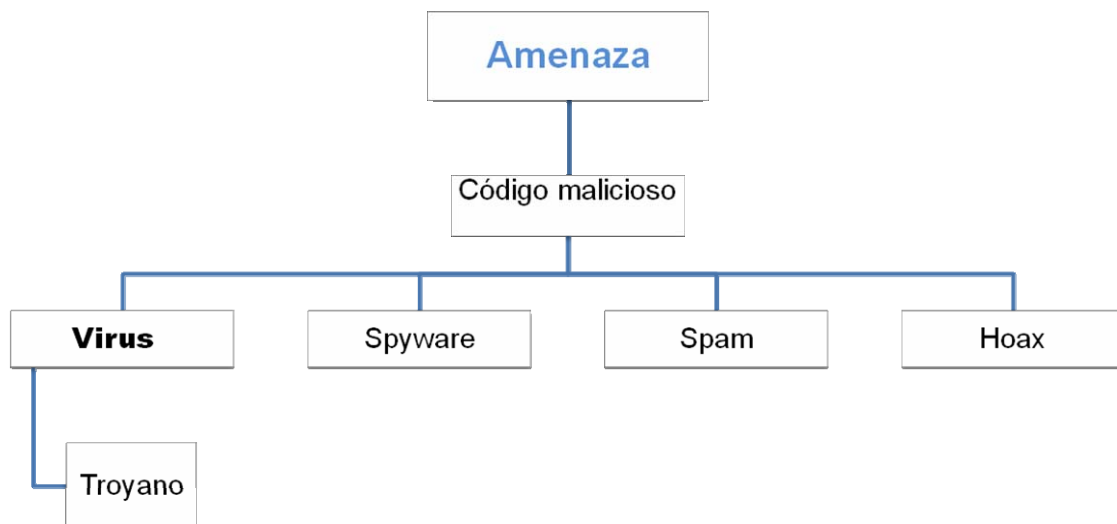 Amenaza
Código malicioso
Virus
Spyware
Spam
Hoax
Troyano